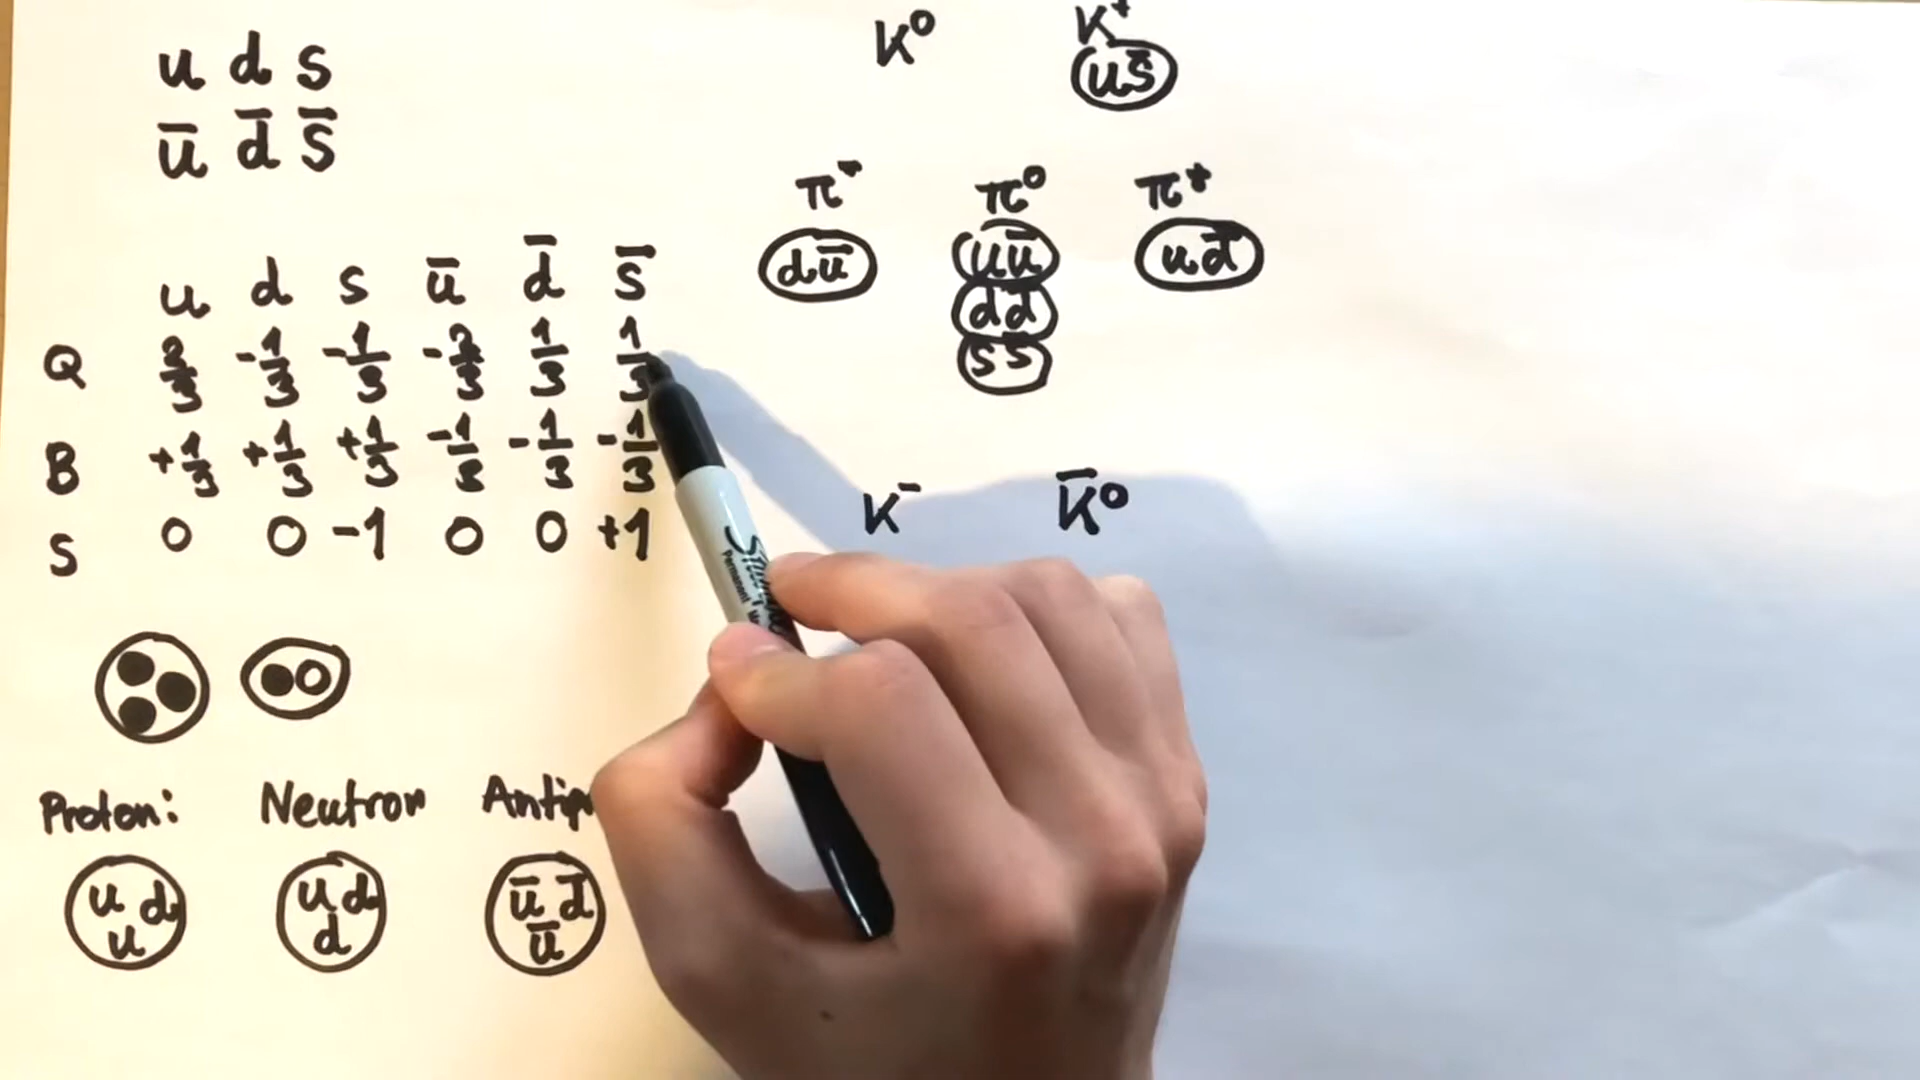 u d s
ū d̄ s̄
u d s ū d̄ s̄
Q 2/3 -1/3 -1/3 -2/3 1/3 1/3
B +1/3 +1/3 +1/3 -1/3 -1/3 -1/3
S 0 0 -1 0 0 +1
Proton: Neutron
u d u
u d d
ū d̄ ū
K⁰ K⁺
us̄
π⁻ π⁰ π⁺
dū uū ud̄
dd̄
ss̄
K⁻ K̄⁰
Permanent